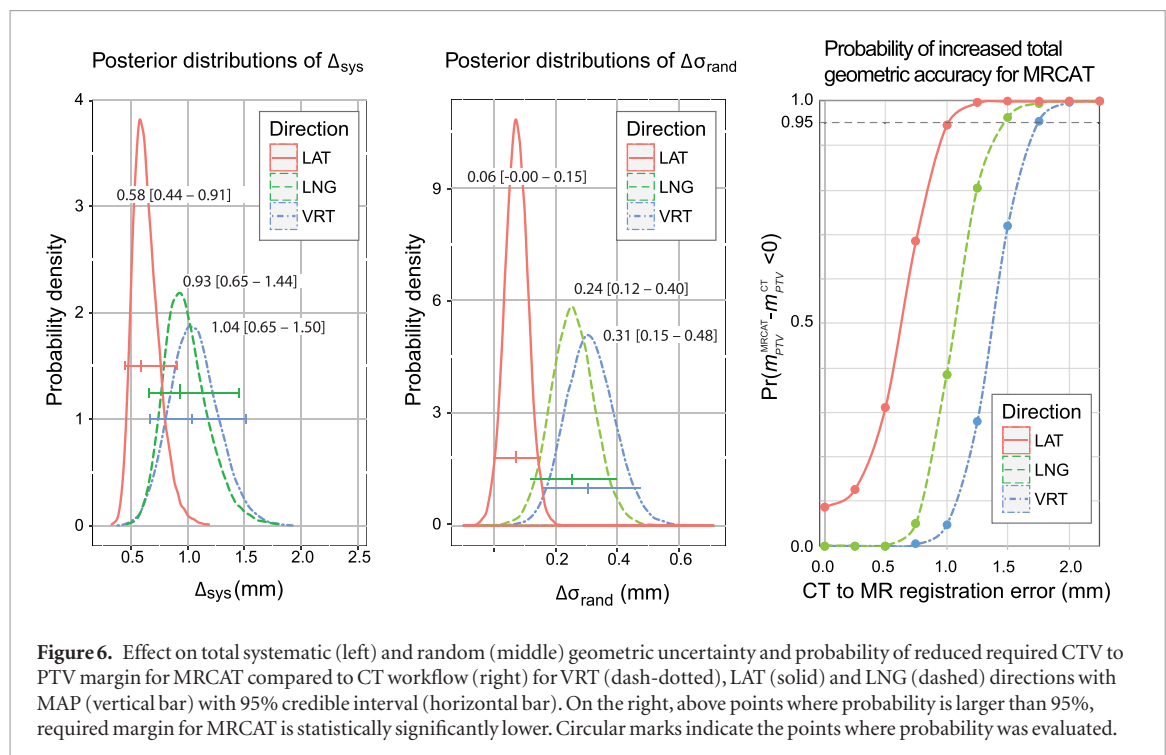 Posterior distributions of Δsys
4
3
2
1
0
Probability density
Direction
LAT
LNG
VRT
0.58 [0.44 – 0.91]
0.93 [0.65 – 1.44]
1.04 [0.65 – 1.50]
0.5 1.0 1.5 2.0 2.5
Δsys (mm)
Posterior distributions of Δσrand
9
6
3
0
Probability density
Direction
LAT
LNG
VRT
0.06 [-0.00 – 0.15]
0.24 [0.12 – 0.40]
0.31 [0.15 – 0.48]
0.2 0.4 0.6
Δσrand (mm)
Probability of increased total
geometric accuracy for MRCAT
1.0
0.95
0.5
0.0
Pr(m_PTV^MRCAT-m_PTV^CT <0)
Direction
LAT
LNG
VRT
0.0 0.5 1.0 1.5 2.0
CT to MR registration error (mm)
Figure 6. Effect on total systematic (left) and random (middle) geometric uncertainty and probability of reduced required CTV to
PTV margin for MRCAT compared to CT workflow (right) for VRT (dash-dotted), LAT (solid) and LNG (dashed) directions with
MAP (vertical bar) with 95% credible interval (horizontal bar). On the right, above points where probability is larger than 95%,
required margin for MRCAT is statistically significantly lower. Circular marks indicate the points where probability was evaluated.